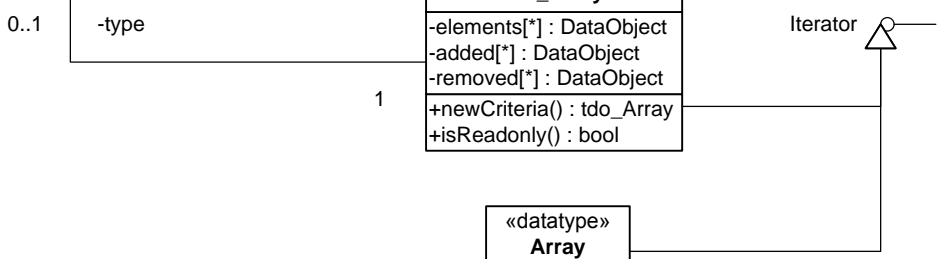 0..1
-type
-elements[*] : DataObject
-added[*] : DataObject
-removed[*] : DataObject
1
+newCriteria() : tdo_Array
+isReadonly() : bool
Iterator
«datatype»
Array